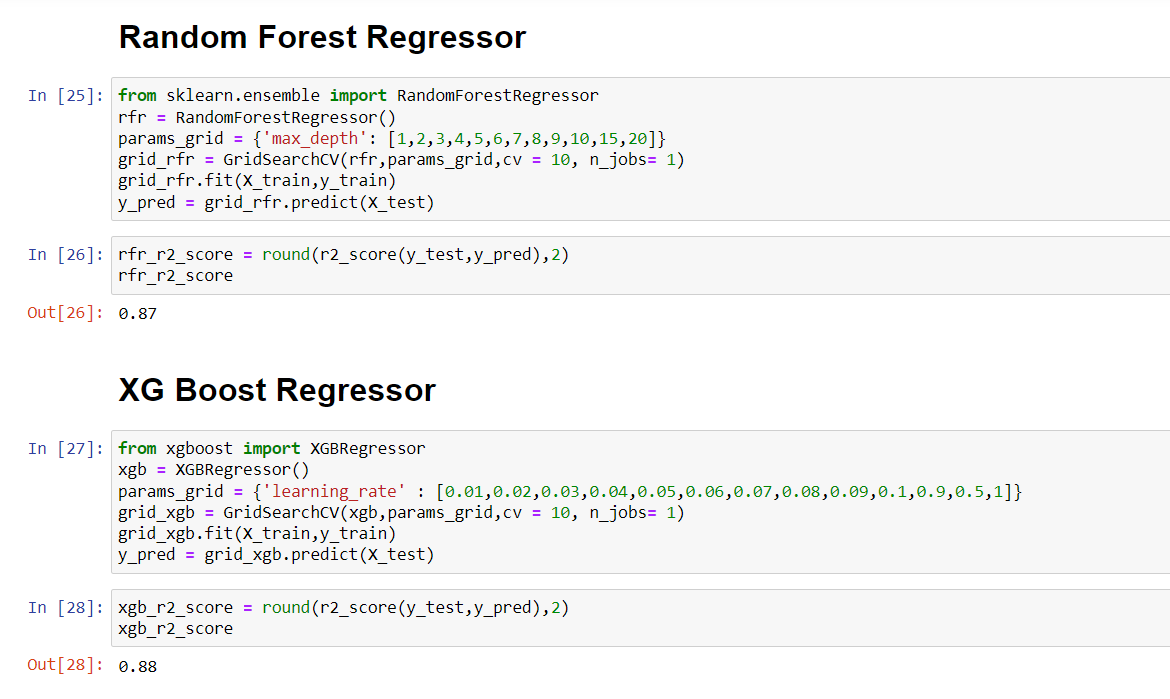 Random Forest Regressor
In [25]: from sklearn.ensemble import RandomForestRegressor
rfr = RandomForestRegressor()
params_grid = {'max_depth': [1,2,3,4,5,6,7,8,9,10,15,20]}
grid_rfr = GridSearchCV(rfr,params_grid,cv = 10, n_jobs= 1)
grid_rfr.fit(X_train,y_train)
y_pred = grid_rfr.predict(X_test)
In [26]: rfr_r2_score = round(r2_score(y_test,y_pred),2)
rfr_r2_score
Out[26]: 0.87
XG Boost Regressor
In [27]: from xgboost import XGBRegressor
xgb = XGBRegressor()
params_grid = {'learning_rate' : [0.01,0.02,0.03,0.04,0.05,0.06,0.07,0.08,0.09,0.1,0.9,0.5,1]}
grid_xgb = GridSearchCV(xgb,params_grid,cv = 10, n_jobs= 1)
grid_xgb.fit(X_train,y_train)
y_pred = grid_xgb.predict(X_test)
In [28]: xgb_r2_score = round(r2_score(y_test,y_pred),2)
xgb_r2_score
Out[28]: 0.88